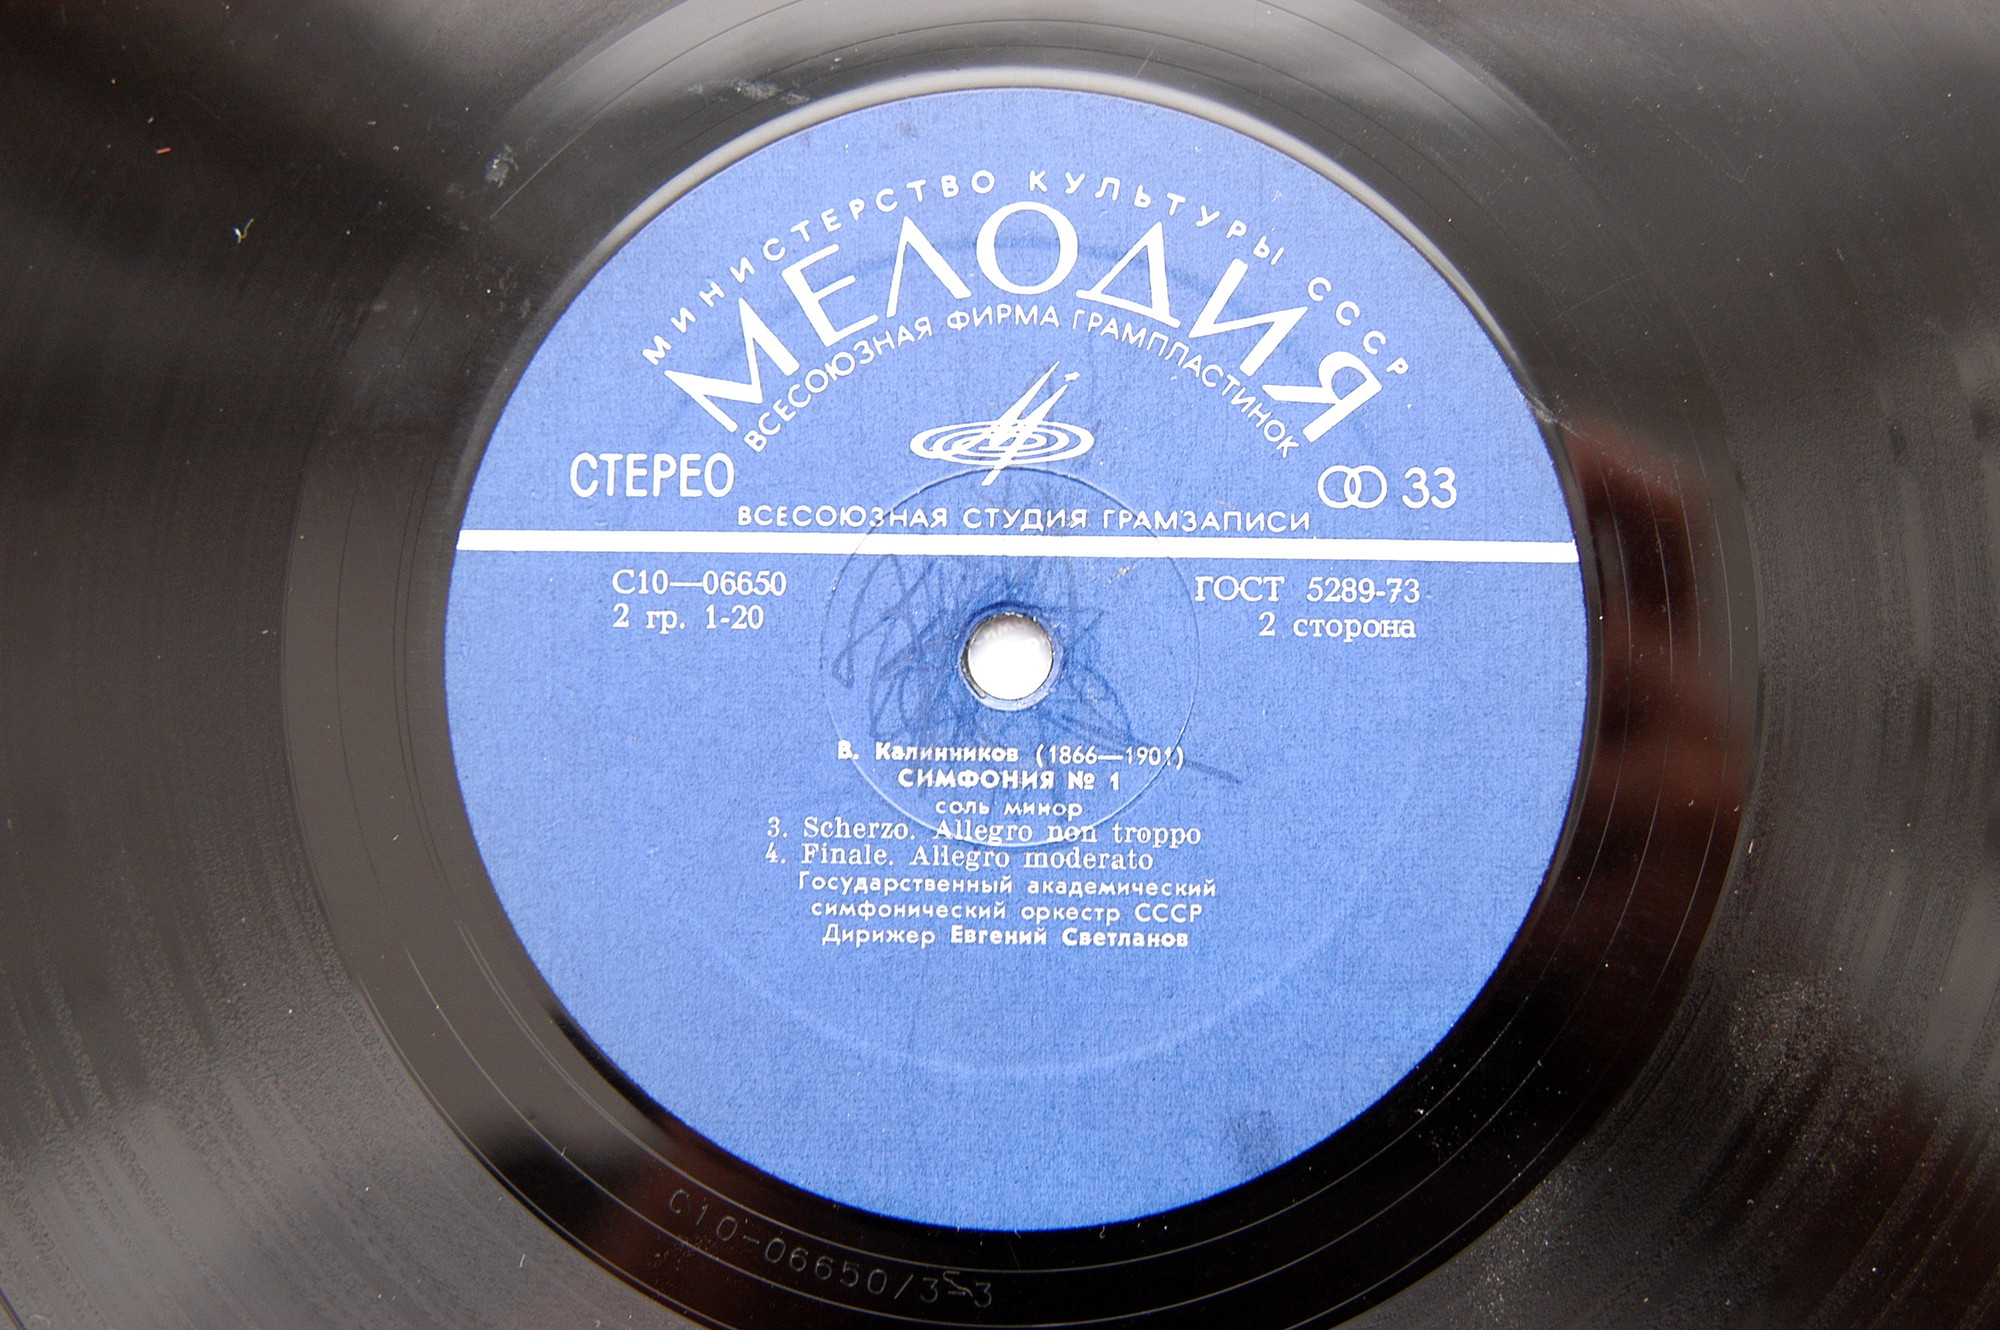 МИНИСТЕРСТВО КУЛЬТУРЫ СССР
МЕЛОДИЯ
ВСЕСОЮЗНАЯ ФИРМА ГРАМПЛАСТИНОК
СТЕРЕО
33
ВСЕСОЮЗНАЯ СТУДИЯ ГРАМЗАПИСИ
С10—06650
ГОСТ 5289-73
2 гр. 1-20
2 сторона
В. Калинников (1866—1901)
СИМФОНИЯ № 1
соль минор
3. Scherzo. Allegro non troppo
4. Finale. Allegro moderato
Государственный академический
симфонический оркестр СССР
Дирижер Евгений Светланов
С10-06650/3-3